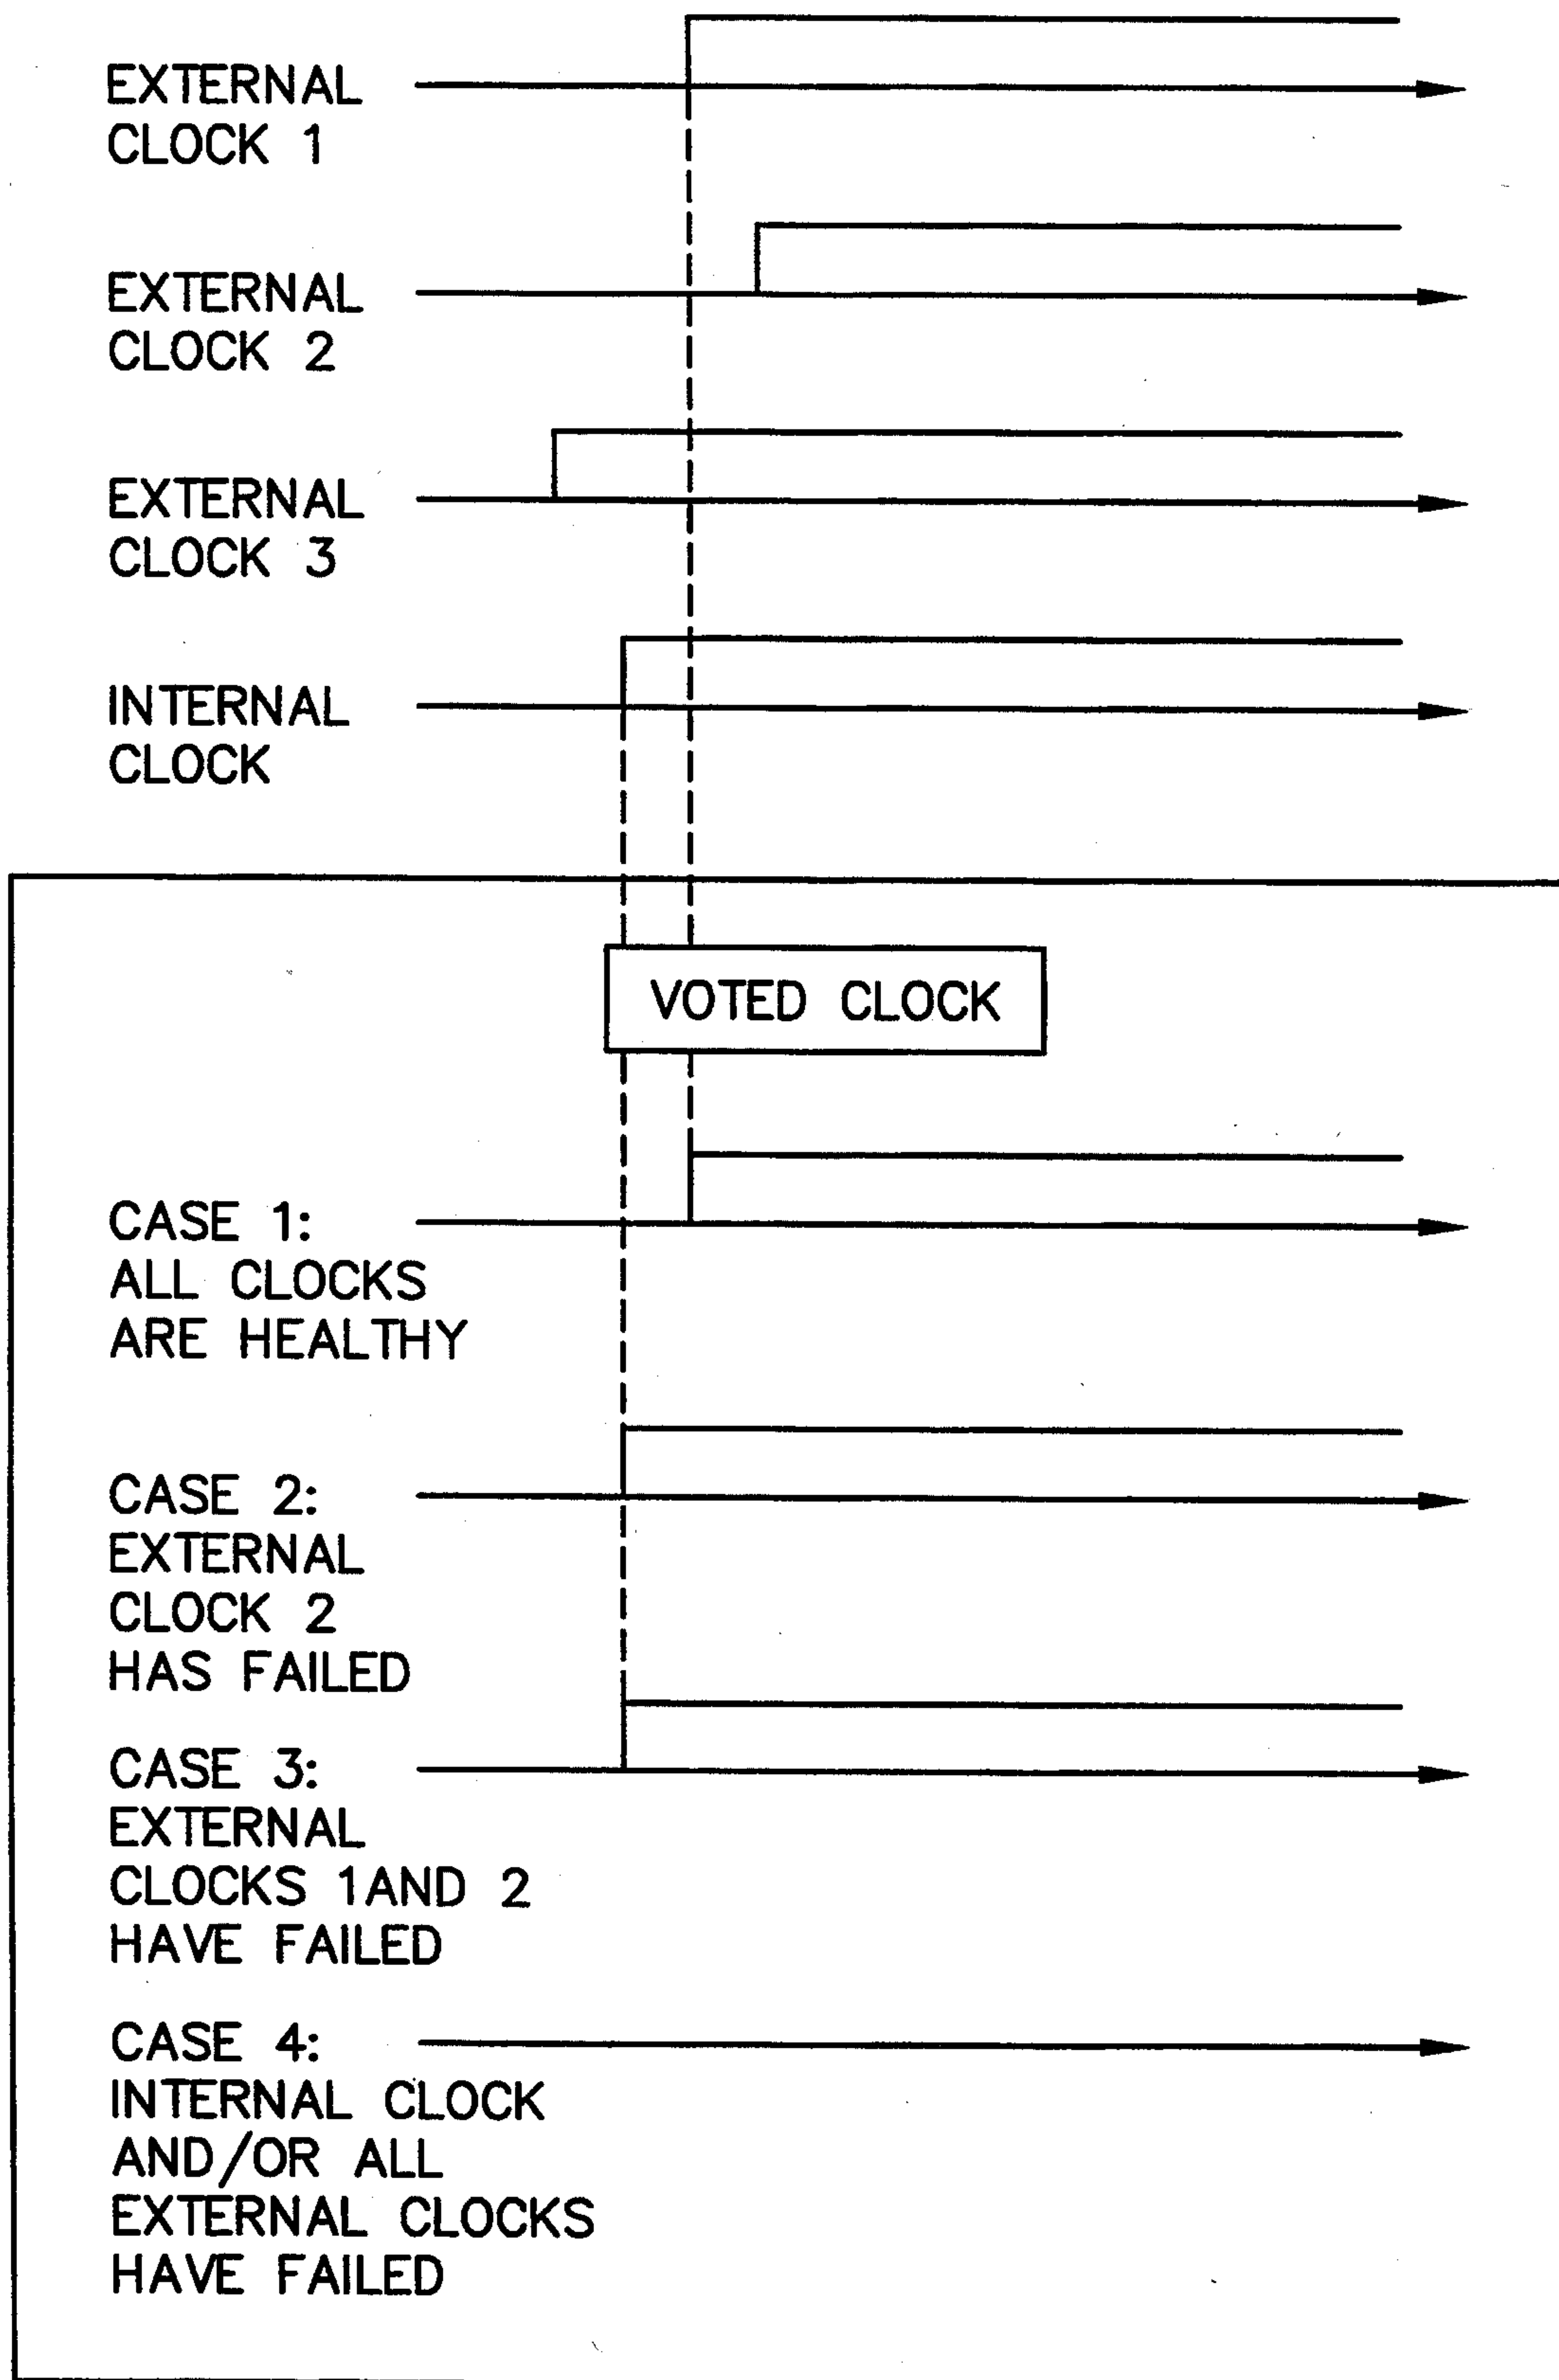 EXTERNAL
CLOCK 1
EXTERNAL
CLOCK 2
EXTERNAL
CLOCK 3
INTERNAL
CLOCK
VOTED CLOCK
CASE 1:
ALL CLOCKS
ARE HEALTHY
CASE 2:
EXTERNAL
CLOCK 2
HAS FAILED
CASE 3:
EXTERNAL
CLOCKS 1AND 2
HAVE FAILED
CASE 4:
INTERNAL CLOCK
AND/OR ALL
EXTERNAL CLOCKS
HAVE FAILED